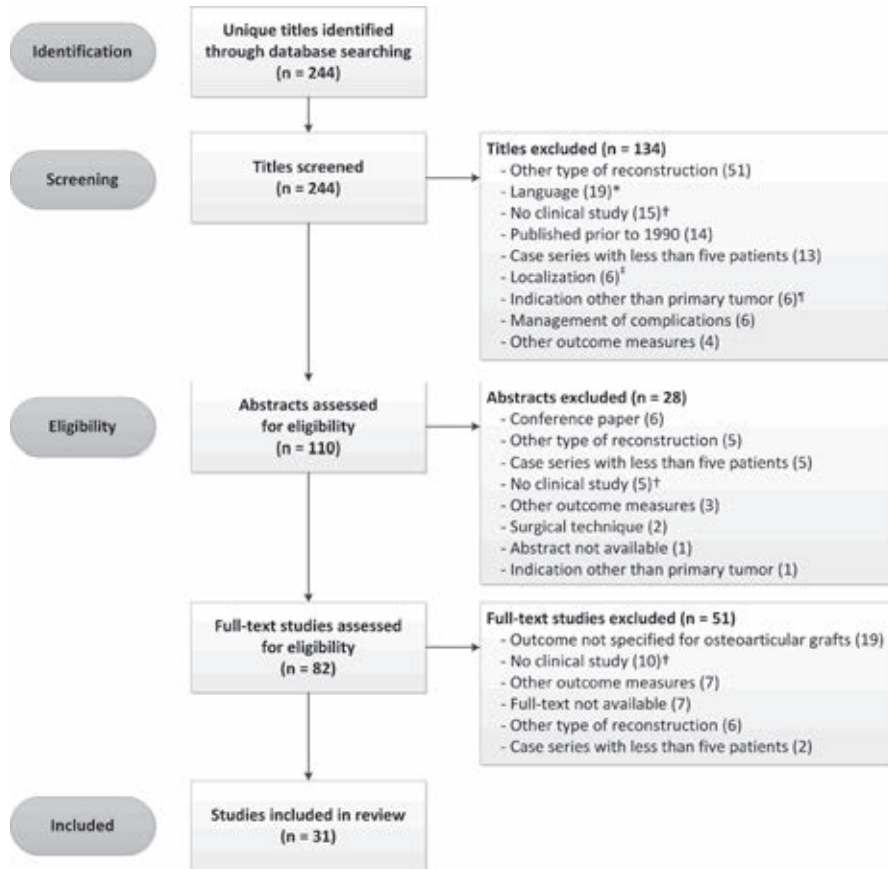 Identification
Unique titles identified
through database searching
(n = 244)
Screening
Titles screened
(n = 244)
Titles excluded (n = 134)
- Other type of reconstruction (51)
- Language (19)*
- No clinical study (15)†
- Published prior to 1990 (14)
- Case series with less than five patients (13)
- Localization (6)‡
- Indication other than primary tumor (6)¶
- Management of complications (6)
- Other outcome measures (4)
Eligibility
Abstracts assessed
for eligibility
(n = 110)
Abstracts excluded (n = 28)
- Conference paper (6)
- Other type of reconstruction (5)
- Case series with less than five patients (5)
- No clinical study (5)†
- Other outcome measures (3)
- Surgical technique (2)
- Abstract not available (1)
- Indication other than primary tumor (1)
Full-text studies assessed
for eligibility
(n = 82)
Full-text studies excluded (n = 51)
- Outcome not specified for osteoarticular grafts (19)
- No clinical study (10)†
- Other outcome measures (7)
- Full-text not available (7)
- Other type of reconstruction (6)
- Case series with less than five patients (2)
Included
Studies included in review
(n = 31)